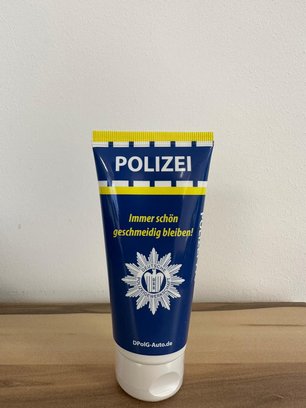 POLIZEI
Immer schön
geschmeidig bleiben!
DPolG-Auto.de